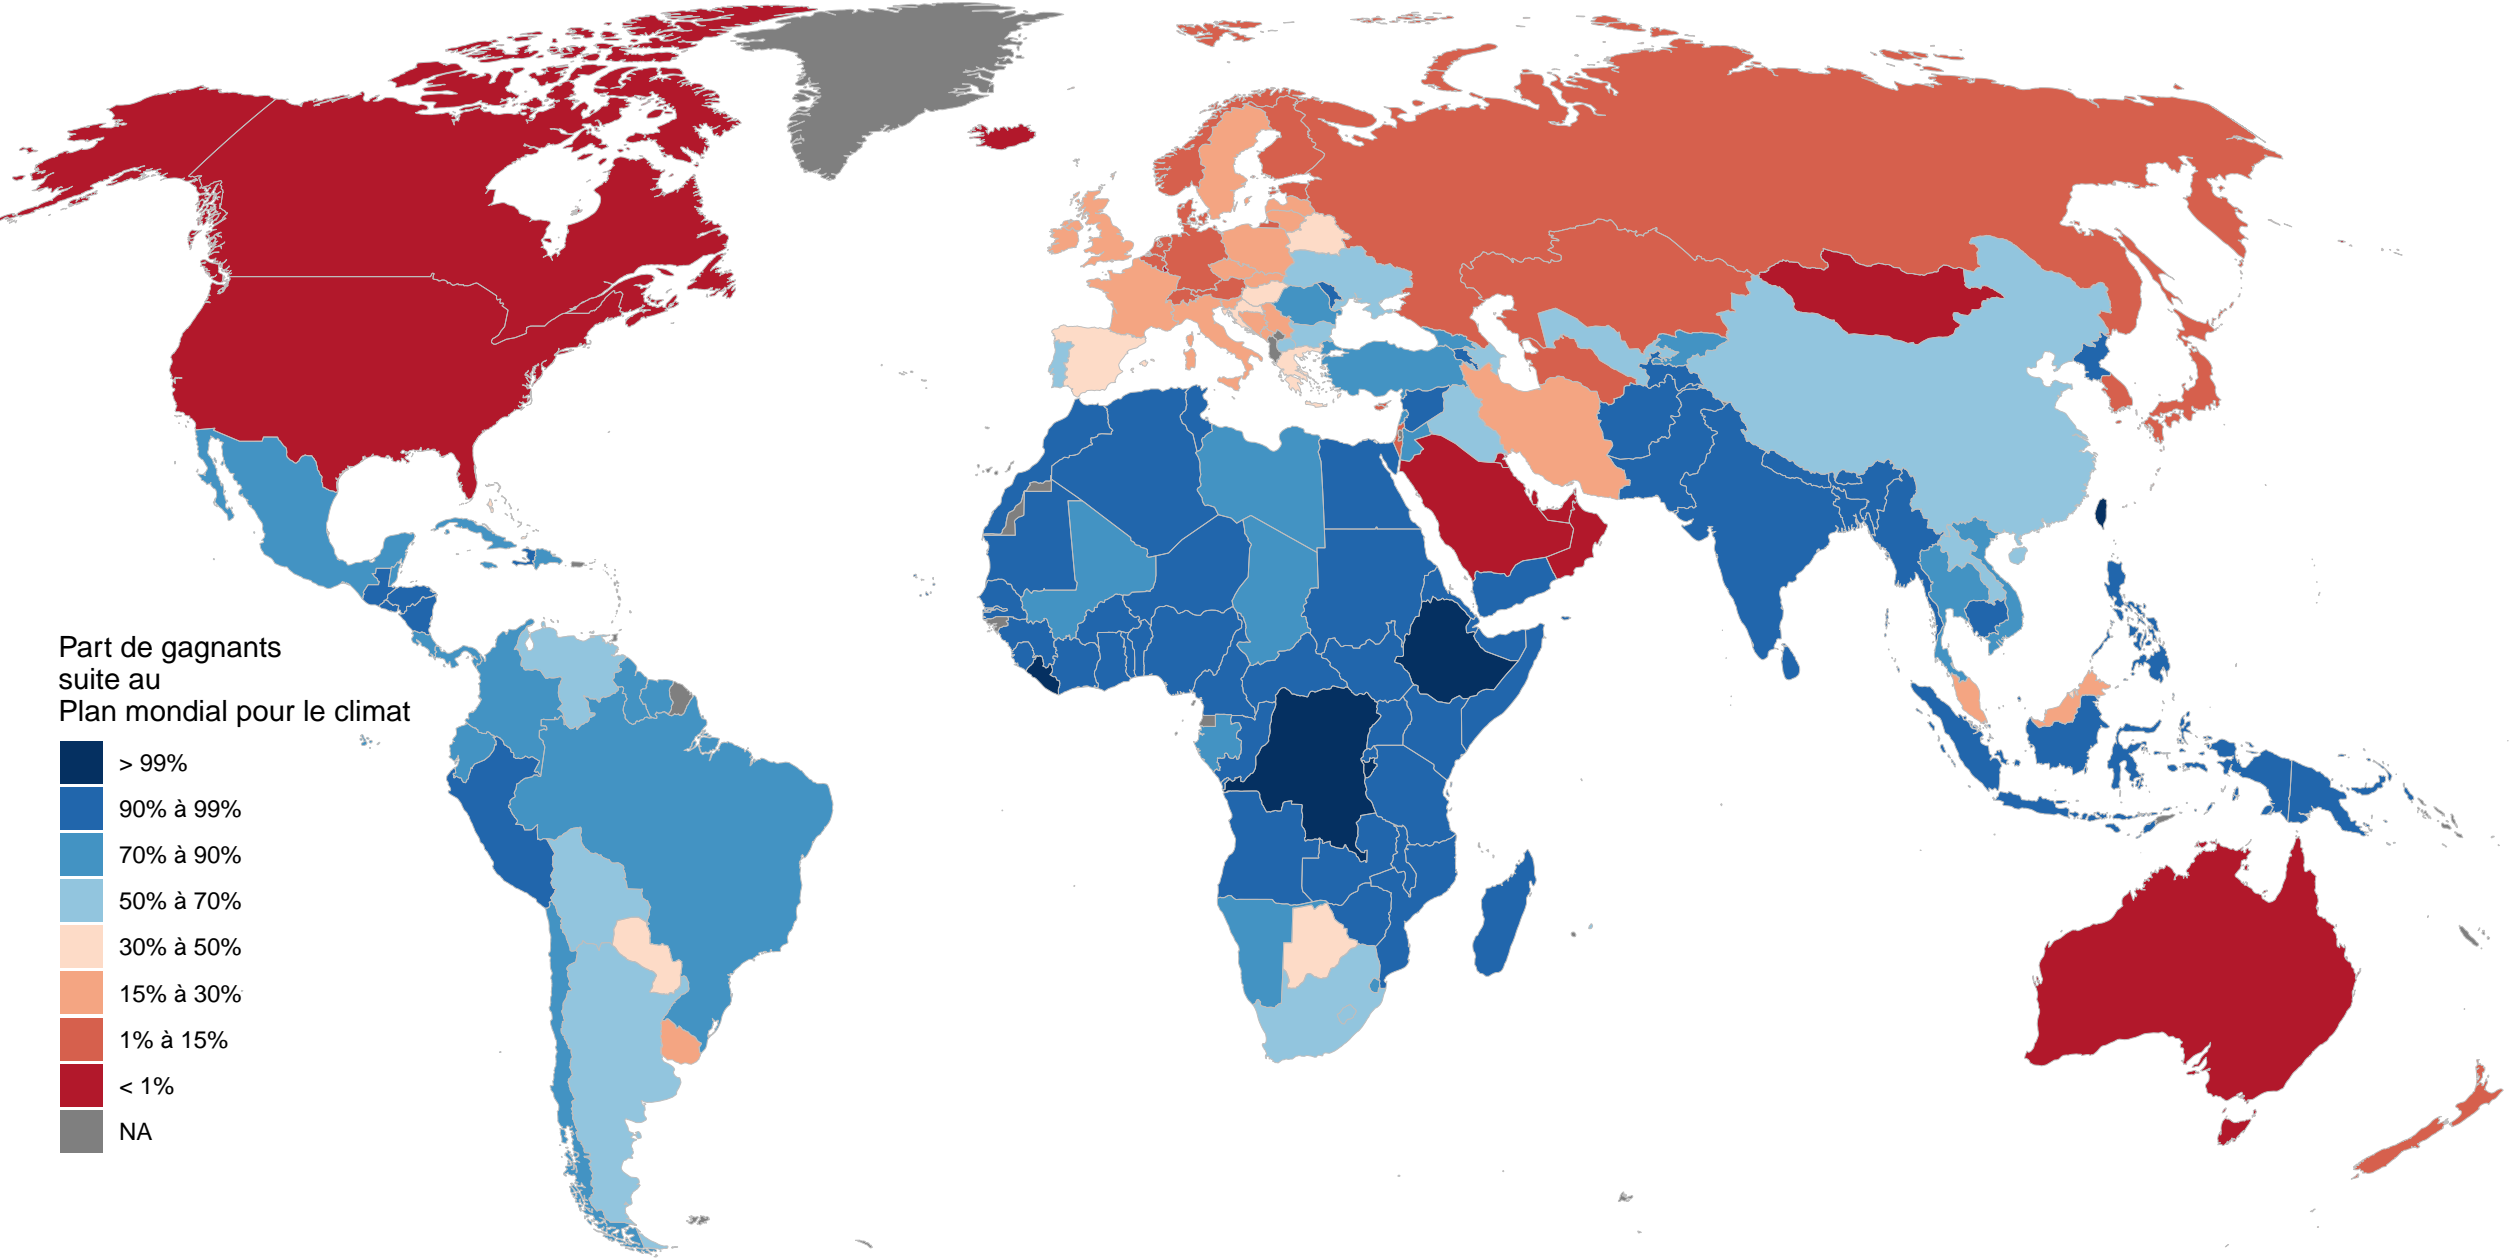 Part de gagnants
suite au
Plan mondial pour le climat
> 99%
90% à 99%
70% à 90%
50% à 70%
30% à 50%
15% à 30%
1% à 15%
< 1%
NA